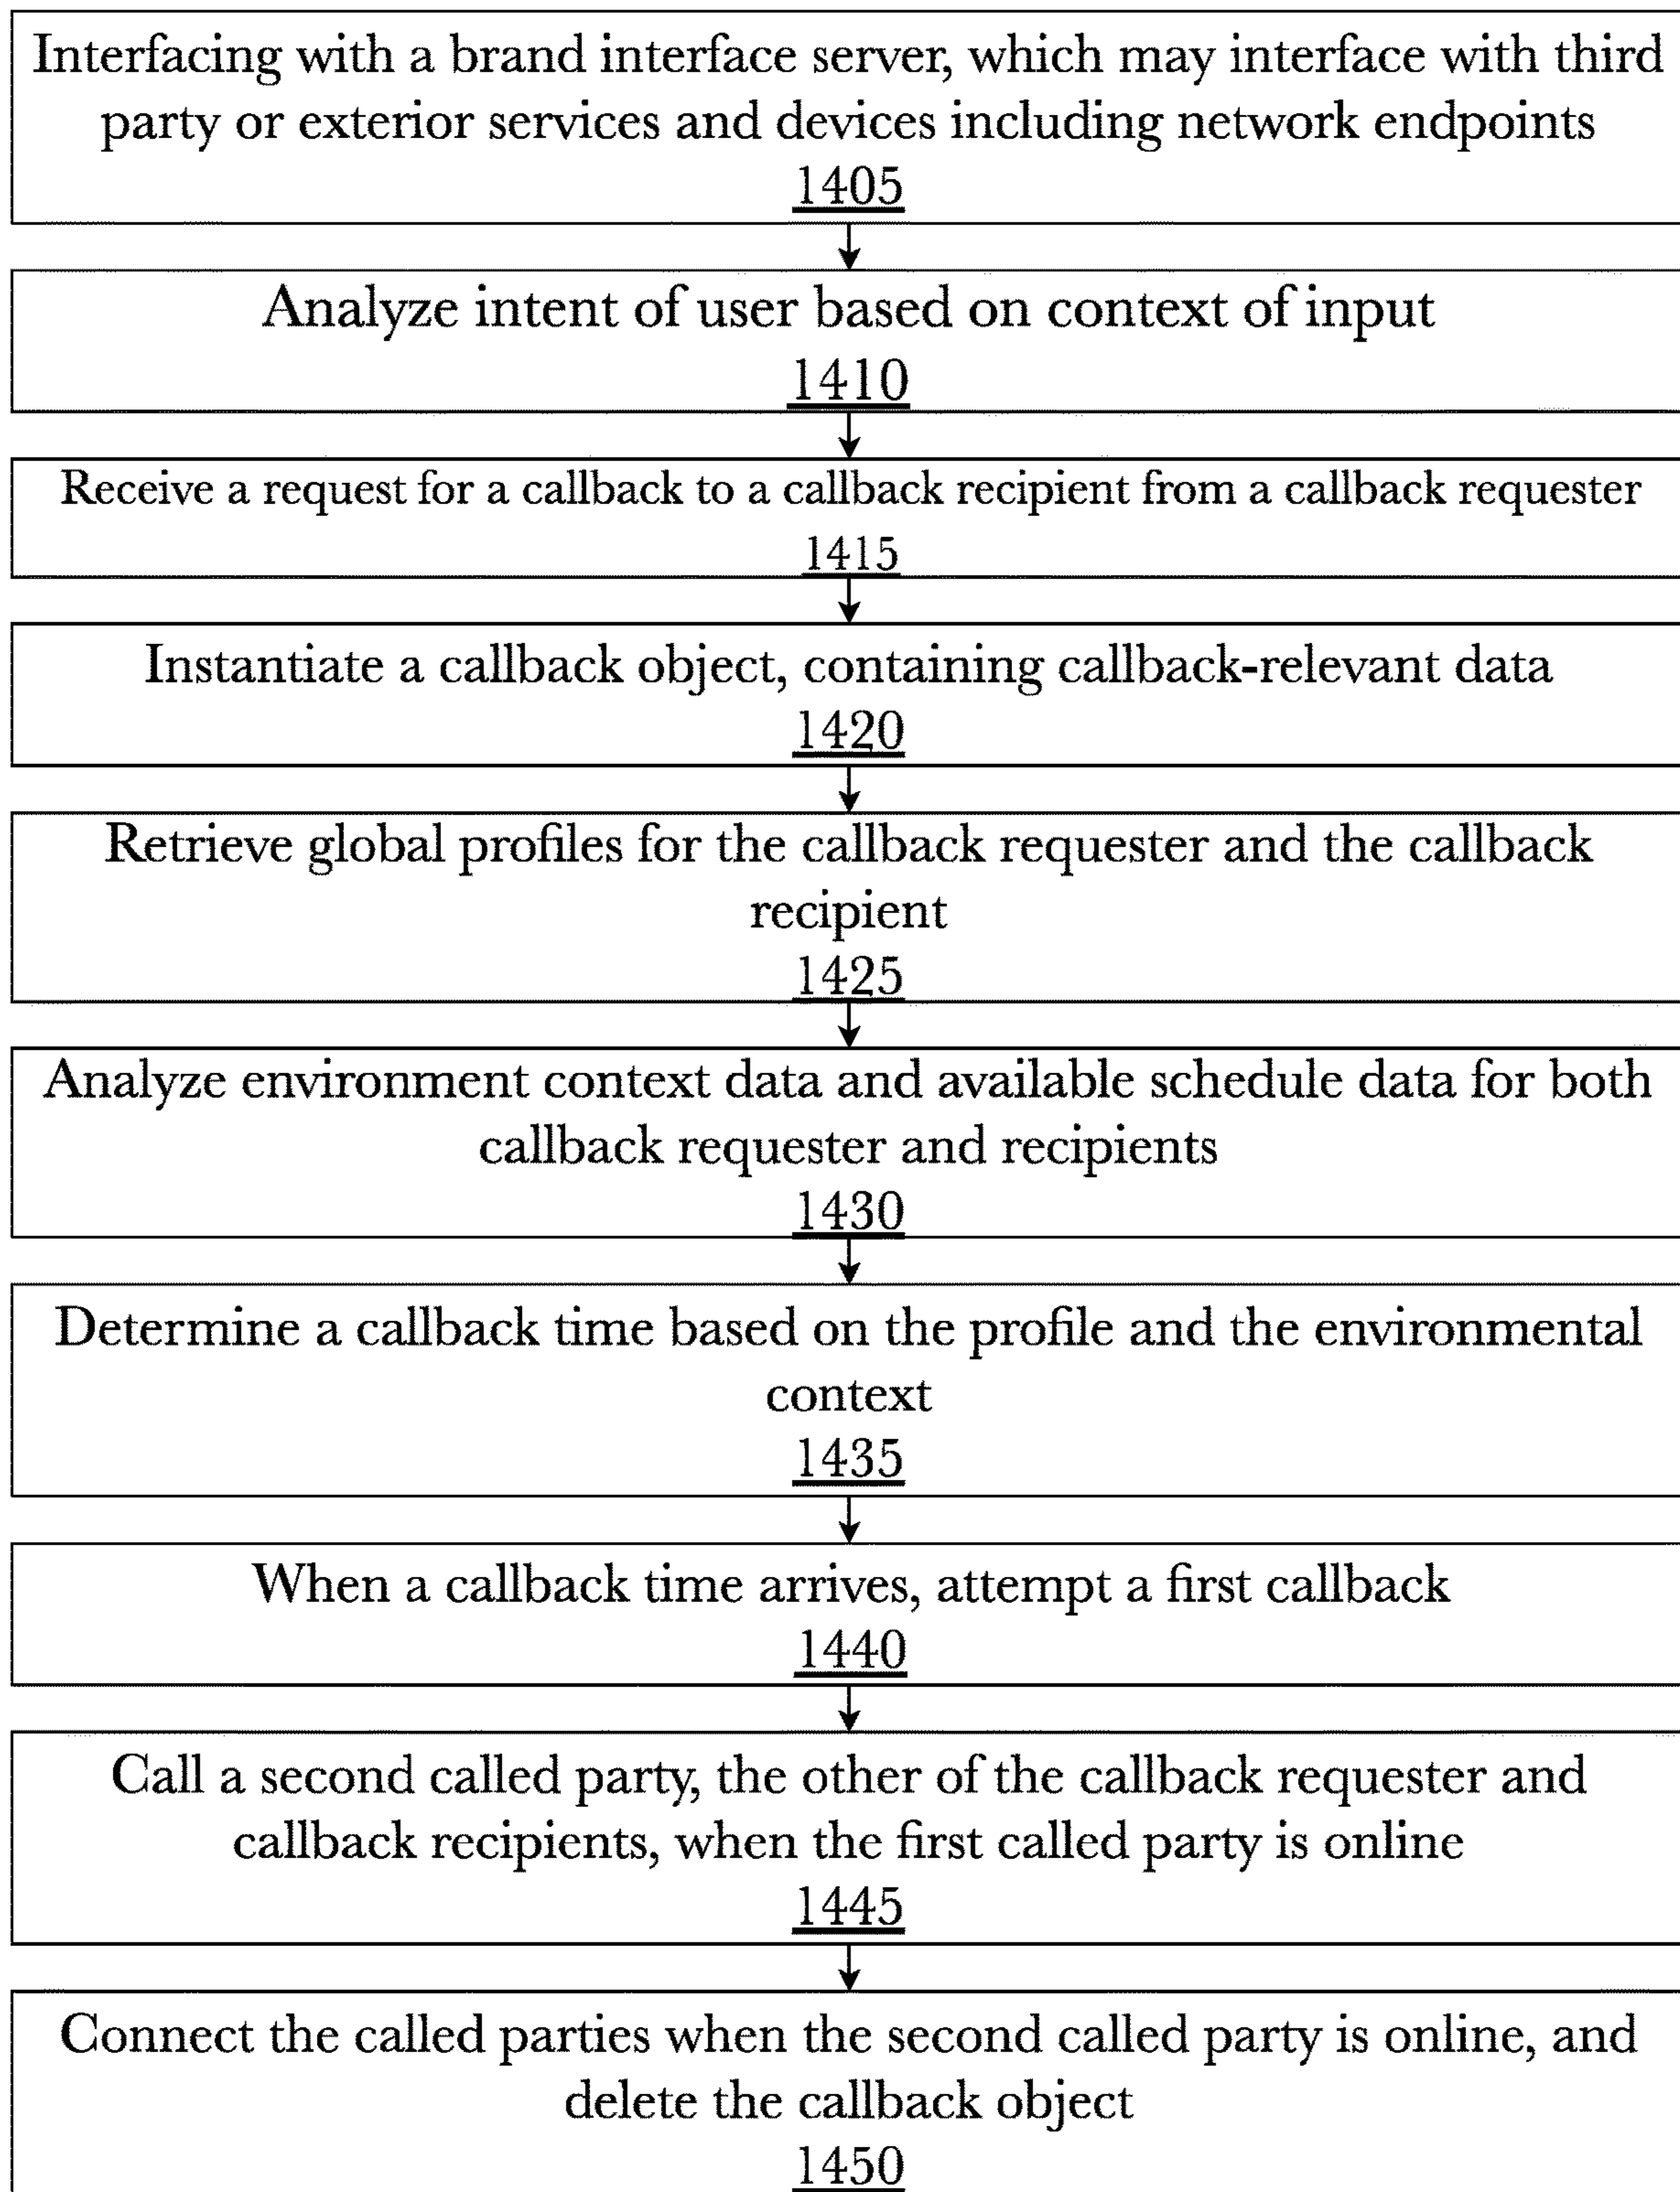 Interfacing with a brand interface server, which may interface with third
party or exterior services and devices including network endpoints
1405
Analyze intent of user based on context of input
1410
Receive a request for a callback to a callback recipient from a callback requester
1415
Instantiate a callback object, containing callback-relevant data
1420
Retrieve global profiles for the callback requester and the callback
recipient
1425
Analyze environment context data and available schedule data for both
callback requester and recipients
1430
Determine a callback time based on the profile and the environmental
context
1435
When a callback time arrives, attempt a first callback
1440
Call a second called party, the other of the callback requester and
callback recipients, when the first called party is online
1445
Connect the called parties when the second called party is online, and
delete the callback object
1450